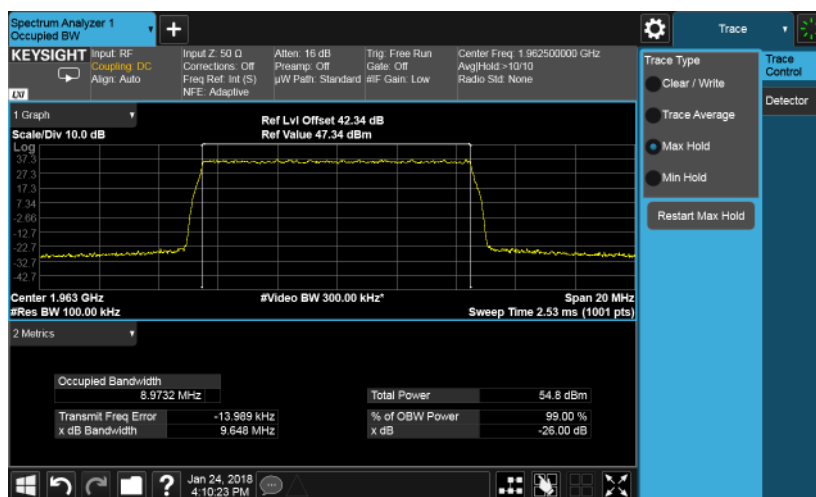 Spectrum Analyzer 1
Occupied BW
+
Trace
KEYSIGHT
LXI
Input: RF
Coupling: DC
Align: Auto
Input Z: 50 Ω
Corrections: Off
Freq Ref: Int (S)
NFE: Adaptive
Atten: 16 dB
Preamp: Off
µW Path: Standard
Trig: Free Run
Gate: Off
#IF Gain: Low
Center Freq: 1.962500000 GHz
Avg|Hold:>10/10
Radio Std: None
Trace Type
Clear / Write
Trace Average
Max Hold
Min Hold
Restart Max Hold
Trace
Control
Detector
1 Graph
Scale/Div 10.0 dB
Ref Lvl Offset 42.34 dB
Ref Value 47.34 dBm
Log
37.3
27.3
17.3
7.34
-2.66
-12.7
-22.7
-32.7
-42.7
Center 1.963 GHz
#Res BW 100.00 kHz
#Video BW 300.00 kHz*
Span 20 MHz
Sweep Time 2.53 ms (1001 pts)
2 Metrics
Occupied Bandwidth
8.9732 MHz
Transmit Freq Error -13.989 kHz
x dB Bandwidth 9.648 MHz
Total Power 54.8 dBm
% of OBW Power 99.00 %
x dB -26.00 dB
?
Jan 24, 2018
4:10:23 PM